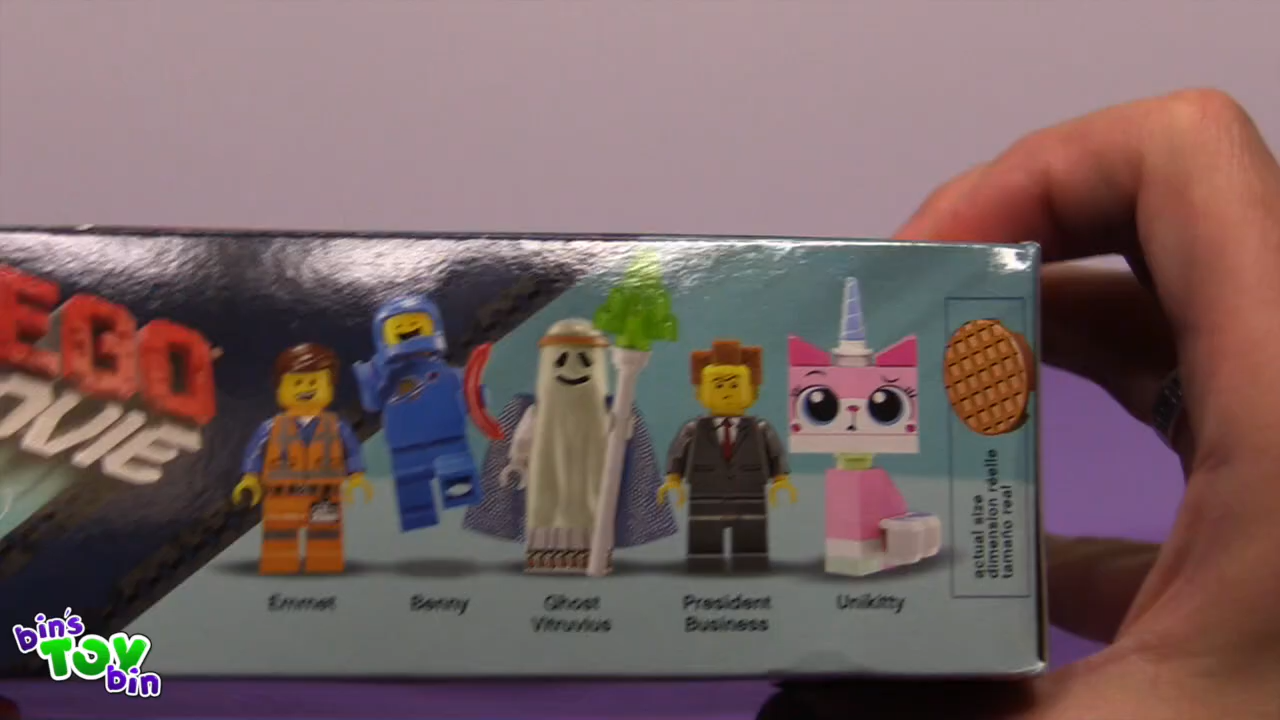 EGO
OVIE
Emmet
Benny
Ghost
Vitruvius
President
Business
Unikitty
actual size
dimension réelle
tamaño real
bin's
TOY
bin